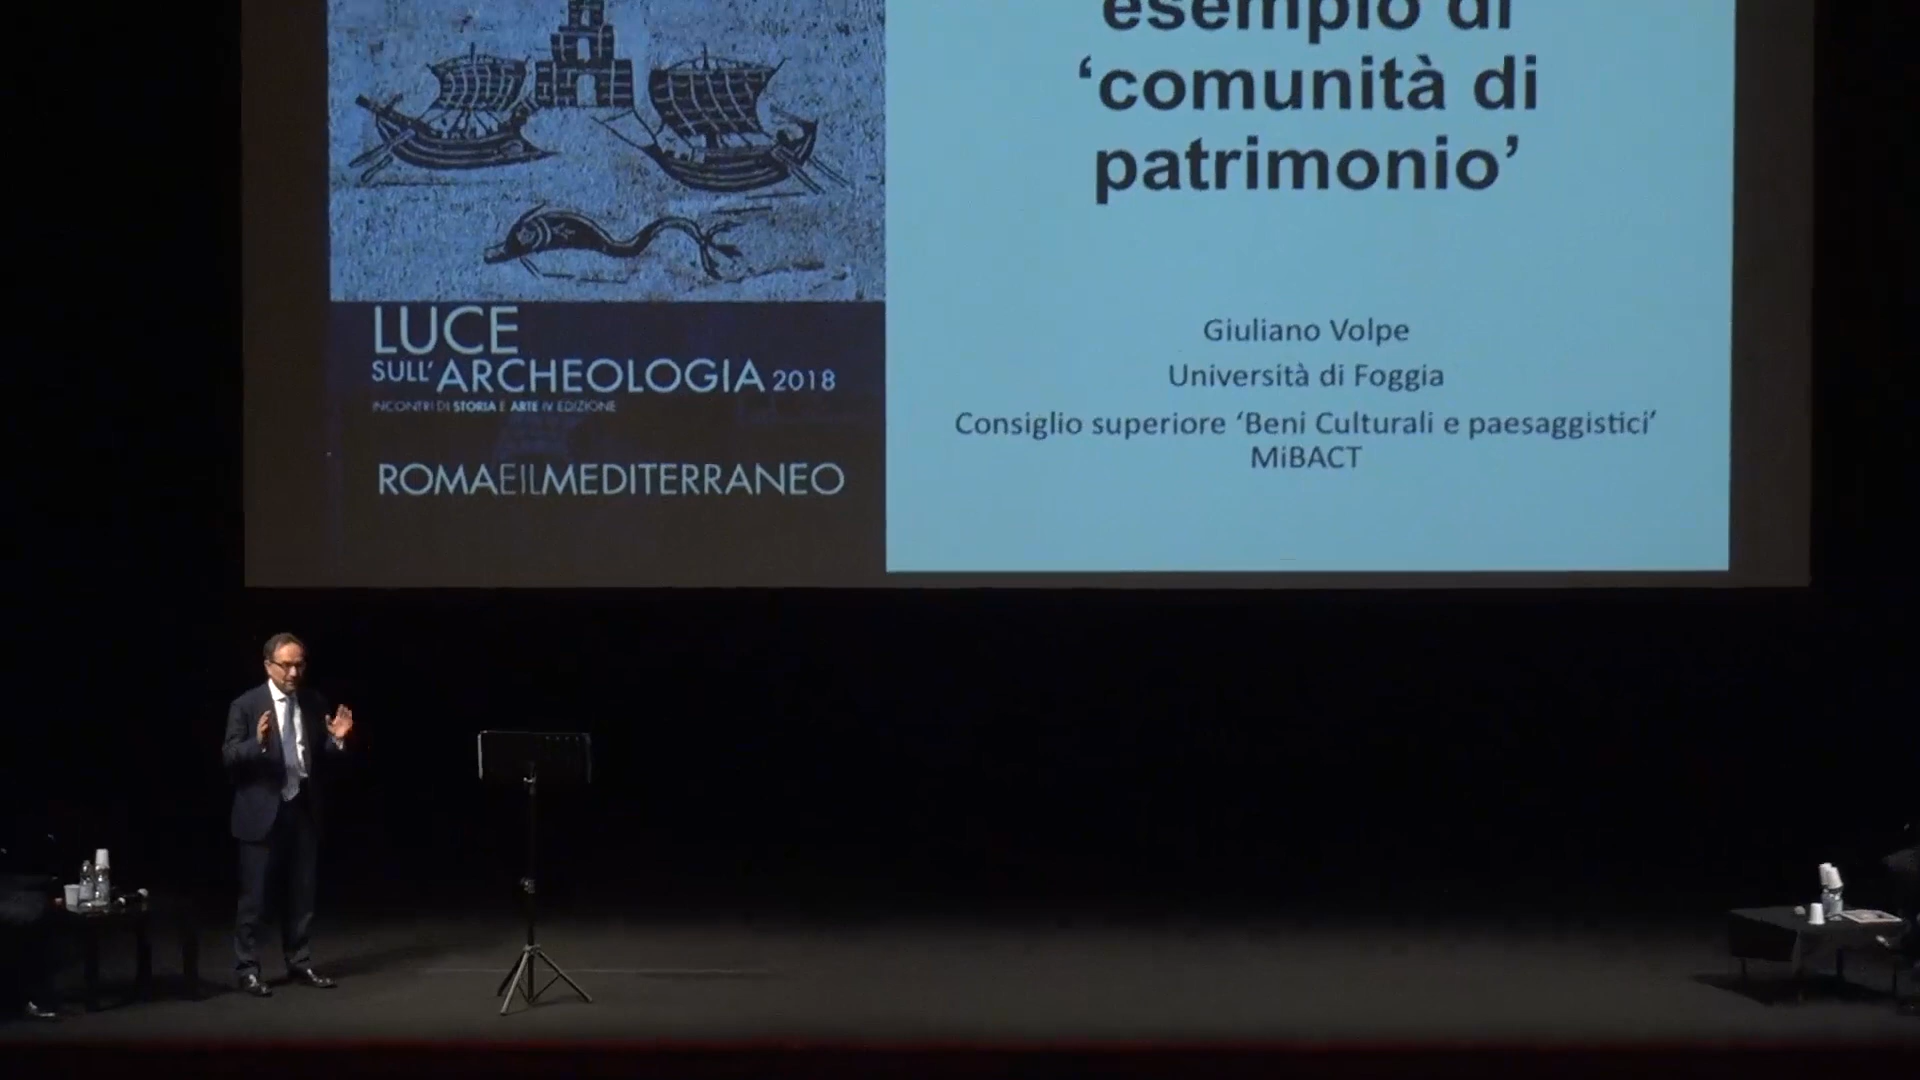 esempio di
‘comunità di
patrimonio’
LUCE
SULL’ARCHEOLOGIA 2018
INCONTRI DI STORIA E ARTE IV EDIZIONE
ROMAEILMEDITERRANEO
Giuliano Volpe
Università di Foggia
Consiglio superiore ‘Beni Culturali e paesaggistici’
MiBACT